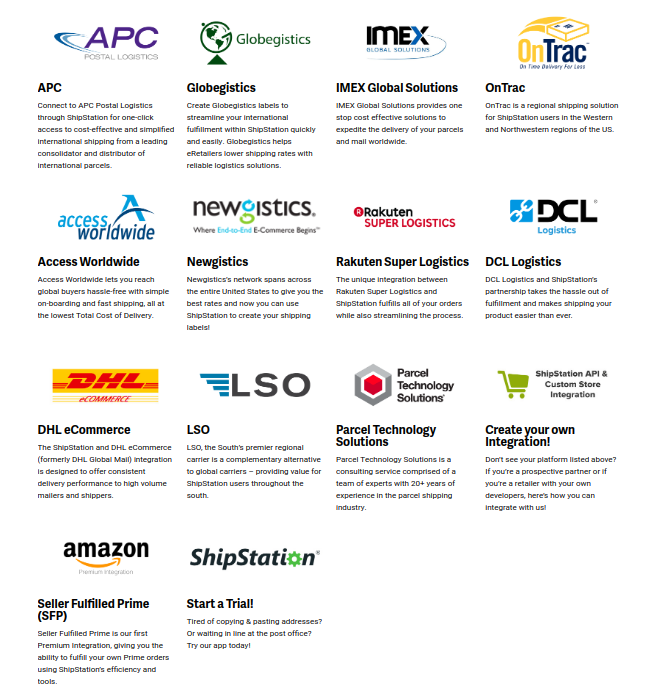 APC
POSTAL LOGISTICS
Globegistics
IMEX
GLOBAL SOLUTIONS
OnTrac
On Time Delivery For Less
APC
Connect to APC Postal Logistics
through ShipStation for one-click
access to cost-effective and simplified
international shipping from a leading
consolidator and distributor of
international parcels.
Globegistics
Create Globegistics labels to
streamline your international
fulfillment within ShipStation quickly
and easily. Globegistics helps
eRetailers lower shipping rates with
reliable logistics solutions.
IMEX Global Solutions
IMEX Global Solutions provides one
stop cost effective solutions to
expedite the delivery of your parcels
and mail worldwide.
OnTrac
OnTrac is a regional shipping solution
for ShipStation users in the Western
and Northwestern regions of the US.
access
worldwide
newgistics.
Where End-to-End E-Commerce Begins™
Rakuten
SUPER LOGISTICS
DCL®
Logistics
Access Worldwide
Access Worldwide lets you reach
global buyers hassle-free with simple
on-boarding and fast shipping, all at
the lowest Total Cost of Delivery.
Newgistics
Newgistics's network spans across
the entire United States to give you the
best rates and now you can use
ShipStation to create your shipping
labels!
Rakuten Super Logistics
The unique integration between
Rakuten Super Logistics and
ShipStation fulfills all of your orders
while also streamlining the process.
DCL Logistics
DCL Logistics and ShipStation's
partnership takes the hassle out of
fulfillment and makes shipping your
product easier than ever.
DHL
eCOMMERCE
LSO
Parcel
Technology
Solutions
ShipStation API &
Custom Store
Integration
DHL eCommerce
The ShipStation and DHL eCommerce
(formerly DHL Global Mail) integration
is designed to offer consistent
delivery performance to high volume
mailers and shippers.
LSO
LSO, the South's premier regional
carrier is a complementary alternative
to global carriers – providing value for
ShipStation users throughout the
south.
Parcel Technology
Solutions
Parcel Technology Solutions is a
consulting service comprised of a
team of experts with 20+ years of
experience in the parcel shipping
industry.
Create your own
Integration!
Don't see your platform listed above?
If you're a prospective partner or if
you're a retailer with your own
developers, here's how you can
integrate with us!
amazon
Premium Integration
ShipStation®
Seller Fulfilled Prime
(SFP)
Seller Fulfilled Prime is our first
Premium Integration, giving you the
ability to fulfill your own Prime orders
using ShipStation's efficiency and
tools.
Start a Trial!
Tired of copying & pasting addresses?
Or waiting in line at the post office?
Try our app today!